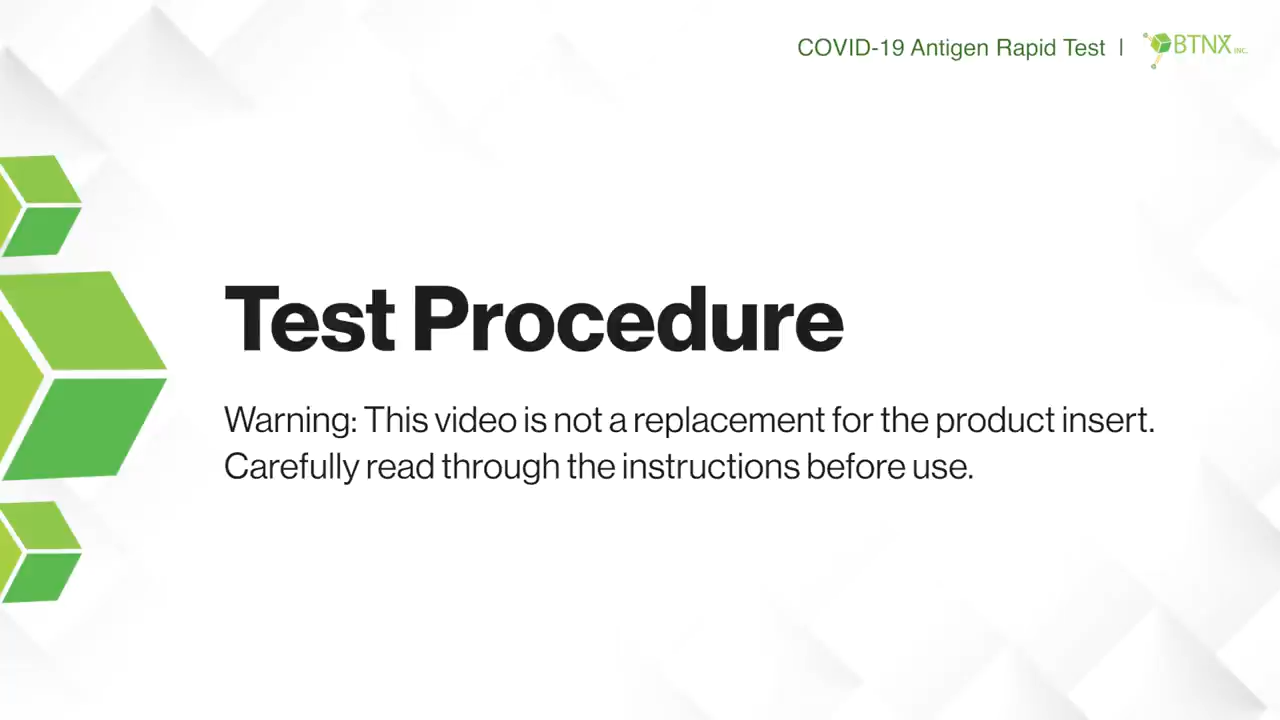 COVID-19 Antigen Rapid Test | BTNX INC.
Test Procedure
Warning: This video is not a replacement for the product insert.
Carefully read through the instructions before use.